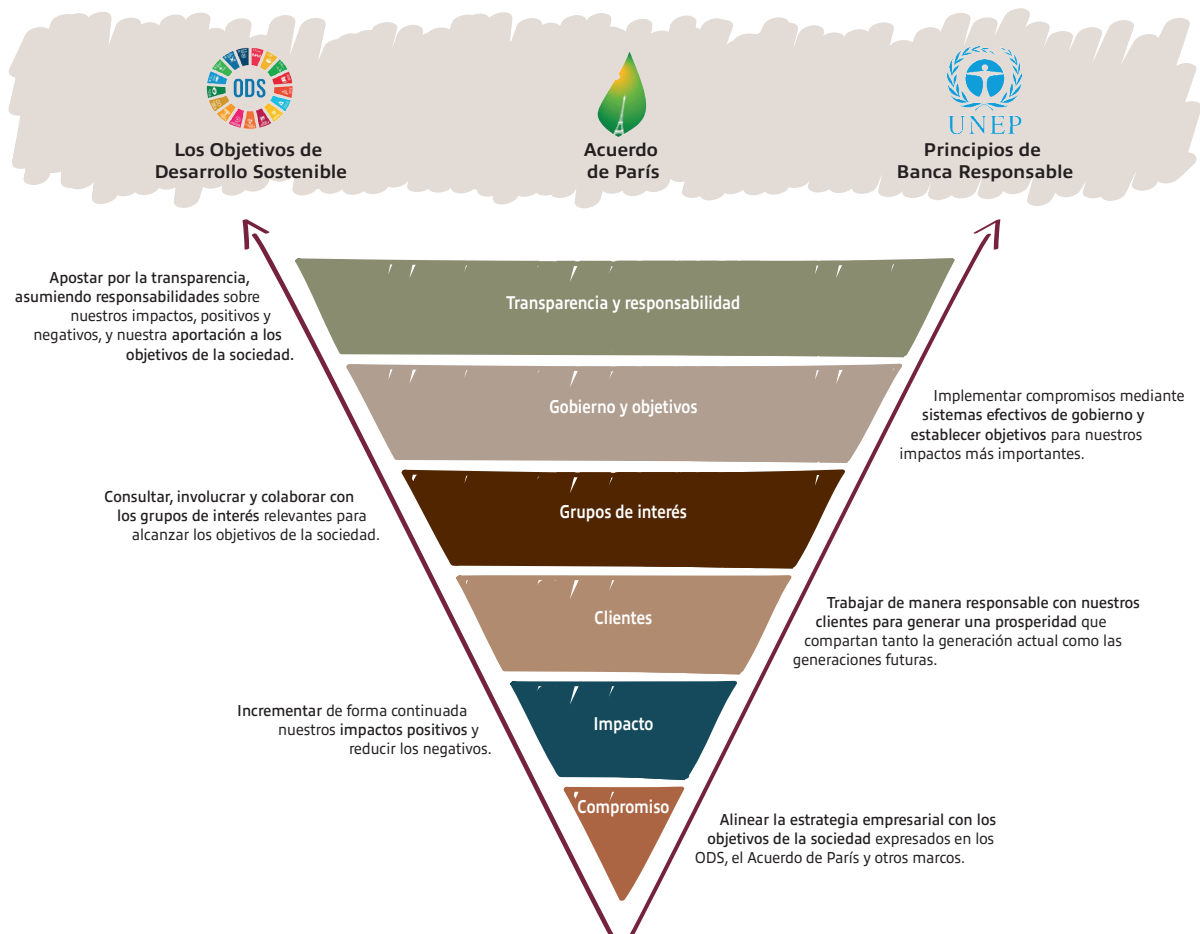 ODS
Los Objetivos de
Desarrollo Sostenible
Acuerdo
de París
UNEP
Principios de
Banca Responsable
Apostar por la transparencia,
asumiendo responsabilidades sobre
nuestros impactos, positivos y
negativos, y nuestra aportación a los
objetivos de la sociedad.
Transparencia y responsabilidad
Gobierno y objetivos
Implementar compromisos mediante
sistemas efectivos de gobierno y
establecer objetivos para nuestros
impactos más importantes.
Consultar, involucrar y colaborar con
los grupos de interés relevantes para
alcanzar los objetivos de la sociedad.
Grupos de interés
Clientes
Trabajar de manera responsable con nuestros
clientes para generar una prosperidad que
compartan tanto la generación actual como las
generaciones futuras.
Incrementar de forma continuada
nuestros impactos positivos y
reducir los negativos.
Impacto
Compromiso
Alinear la estrategia empresarial con los
objetivos de la sociedad expresados en los
ODS, el Acuerdo de París y otros marcos.